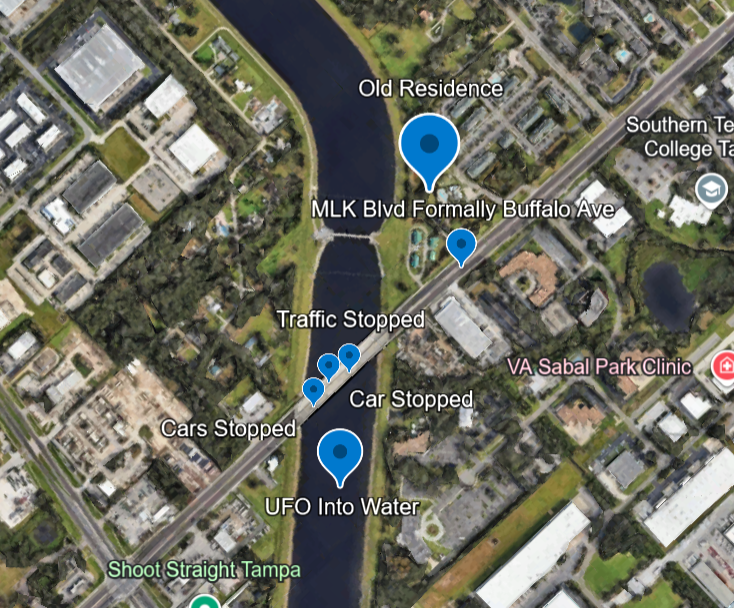 Old Residence
Southern Te
College Ta
MLK Blvd Formally Buffalo Ave
Traffic Stopped
VA Sabal Park Clinic
Car Stopped
Cars Stopped
UFO Into Water
Shoot Straight Tampa